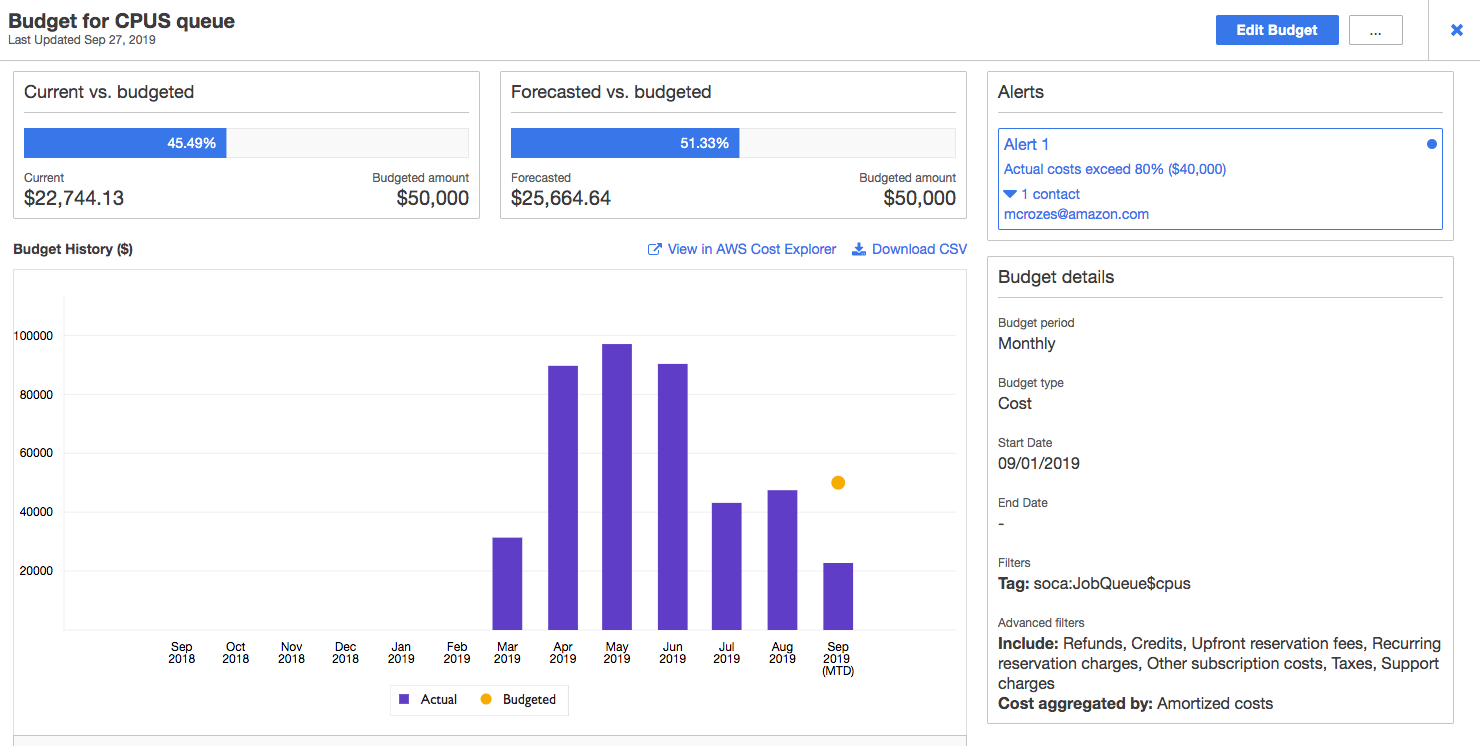 Budget for CPUS queue
Last Updated Sep 27, 2019
Edit Budget
...
Current vs. budgeted
45.49%
Current
Budgeted amount
$22,744.13
$50,000
Forecasted vs. budgeted
51.33%
Forecasted
Budgeted amount
$25,664.64
$50,000
Alerts
Alert 1
Actual costs exceed 80% ($40,000)
1 contact
mcrozes@amazon.com
Budget History ($)
View in AWS Cost Explorer
Download CSV
100000
80000
60000
40000
20000
Sep
2018
Oct
2018
Nov
2018
Dec
2018
Jan
2019
Feb
2019
Mar
2019
Apr
2019
May
2019
Jun
2019
Jul
2019
Aug
2019
Sep
2019
(MTD)
Actual
Budgeted
Budget details
Budget period
Monthly
Budget type
Cost
Start Date
09/01/2019
End Date
-
Filters
Tag: soca:JobQueue$cpus
Advanced filters
Include: Refunds, Credits, Upfront reservation fees, Recurring
reservation charges, Other subscription costs, Taxes, Support
charges
Cost aggregated by: Amortized costs